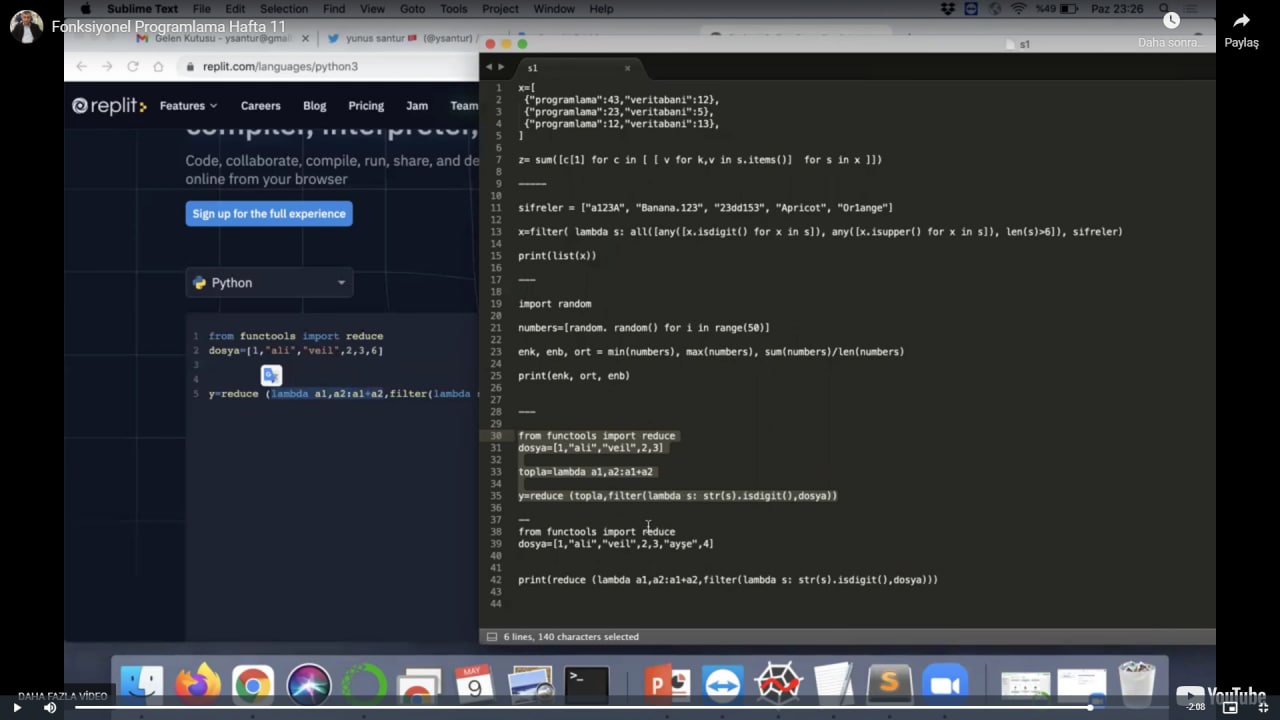 Sublime Text File Edit Selection Find View Goto Tools Project Window Help %49 Paz 23:26
Fonksiyonel Programlama Hafta 11
Daha sonra...
Paylaş
Gelen Kutusu - ysantur@gmail
yunus santur (@ysantur) /
replit.com/languages/python3
replit:
Features
Careers
Blog
Pricing
Jam
Team
compiler, interpreter,
Code, collaborate, compile, run, share, and de
online from your browser
Sign up for the full experience
Python
1 from functools import reduce
2 dosya=[1,"ali","veil",2,3,6]
3
4
5 y=reduce (lambda a1,a2:a1+a2,filter(lambda s
s1
s1
1 x=[
2 {"programlama":43,"veritabani":12},
3 {"programlama":23,"veritabani":5},
4 {"programlama":12,"veritabani":13},
5 ]
6
7 z= sum([c[1] for c in [ [ v for k,v in s.items()] for s in x ]])
8
9 -----
10
11 sifreler = ["a123A", "Banana.123", "23dd153", "Apricot", "Or1ange"]
12
13 x=filter( lambda s: all([any([x.isdigit() for x in s]), any([x.isupper() for x in s]), len(s)>6]), sifreler)
14
15 print(list(x))
16
17 ---
18
19 import random
20
21 numbers=[random. random() for i in range(50)]
22
23 enk, enb, ort = min(numbers), max(numbers), sum(numbers)/len(numbers)
24
25 print(enk, ort, enb)
26
27
28 ---
29
30 from functools import reduce
31 dosya=[1,"ali","veil",2,3]
32
33 topla=lambda a1,a2:a1+a2
34
35 y=reduce (topla,filter(lambda s: str(s).isdigit(),dosya))
36
37 --
38 from functools import reduce
39 dosya=[1,"ali","veil",2,3,"ayşe",4]
40
41
42 print(reduce (lambda a1,a2:a1+a2,filter(lambda s: str(s).isdigit(),dosya)))
43
44
6 lines, 140 characters selected
MAY
9
DAHA FAZLA VİDEO
YouTube
-2:08